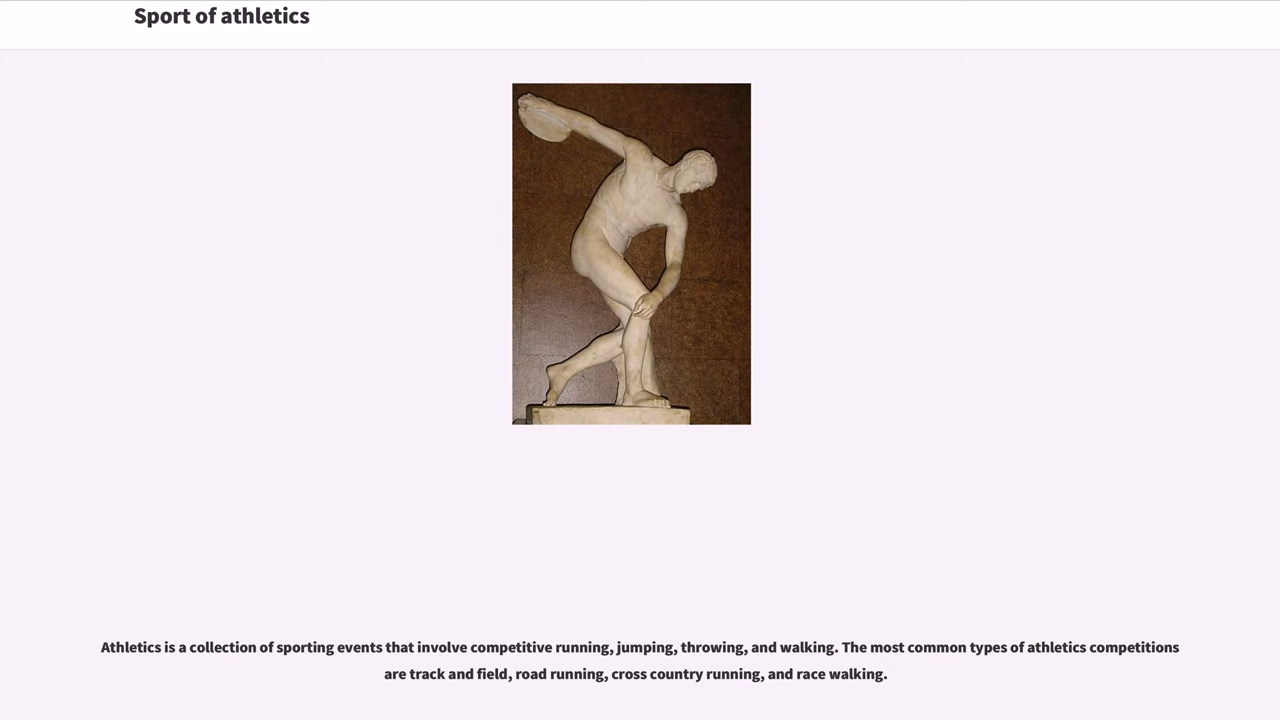 Sport of athletics
Athletics is a collection of sporting events that involve competitive running, jumping, throwing, and walking. The most common types of athletics competitions
are track and field, road running, cross country running, and race walking.